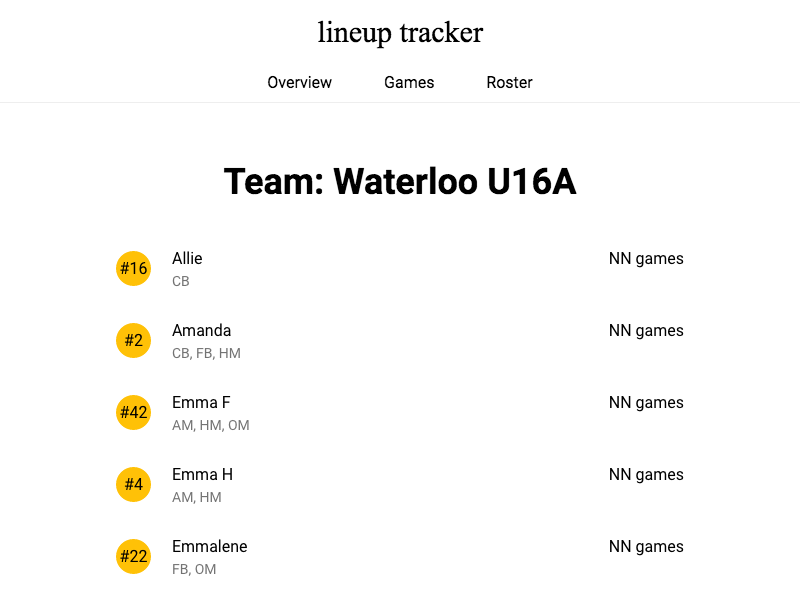 lineup tracker
Overview Games Roster
Team: Waterloo U16A
#16 Allie NN games
CB
#2 Amanda NN games
CB, FB, HM
#42 Emma F NN games
AM, HM, OM
#4 Emma H NN games
AM, HM
#22 Emmalene NN games
FB, OM